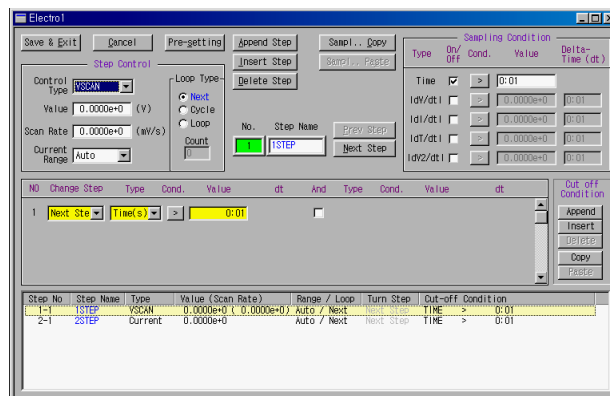 Electro1
Save & Exit Cancel Pre-setting Append Step Sampl.. Copy
Insert Step Sampl.. Paste
Delete Step
Step Control
Control Type VSCAN
Value 0.0000e+0 (V)
Scan Rate 0.0000e+0 (mV/s)
Current Range Auto
Loop Type
Next
Cycle
Loop
Count
0
No. Step Name
1 1STEP
Prev Step
Next Step
Sampling Condition
Type On/Off Cond. Value Delta-Time (dt)
Time > 0:01
IdV/dtI > 0.0000e+0 0:01
IdI/dtI > 0.0000e+0 0:01
IdT/dtI > 0.0000e+0 0:01
IdV2/dtI > 0.0000e+0 0:01
NO Change Step Type Cond. Value dt And Type Cond. Value dt
1 Next Ste Time(s) > 0:01
Cut off Condition
Append
Insert
Delete
Copy
Paste
Step No Step Name Type Value (Scan Rate) Range / Loop Turn Step Cut-off Condition
1-1 1STEP VSCAN 0.0000e+0 ( 0.0000e+0) Auto / Next Next Step TIME > 0:01
2-1 2STEP Current 0.0000e+0 Auto / Next Next Step TIME > 0:01